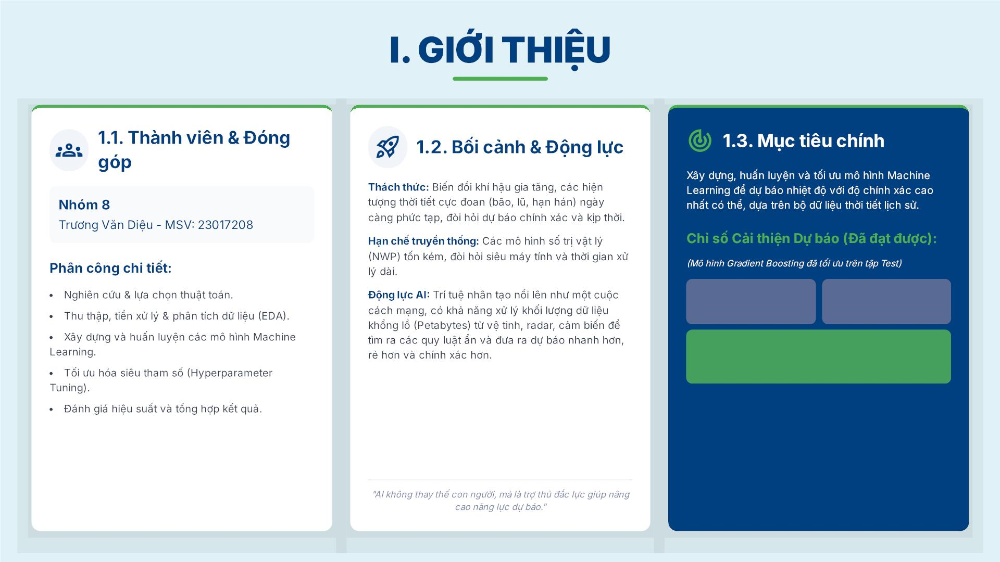 I. GIỚI THIỆU
1.1. Thành viên & Đóng
góp
Nhóm 8
Trương Văn Diệu - MSV: 23017208
Phân công chi tiết:
• Nghiên cứu & lựa chọn thuật toán.
• Thu thập, tiền xử lý & phân tích dữ liệu (EDA).
• Xây dựng và huấn luyện các mô hình Machine
Learning.
• Tối ưu hóa siêu tham số (Hyperparameter
Tuning).
• Đánh giá hiệu suất và tổng hợp kết quả.
1.2. Bối cảnh & Động lực
Thách thức: Biến đổi khí hậu gia tăng, các hiện
tượng thời tiết cực đoan (bão, lũ, hạn hán) ngày
càng phức tạp, đòi hỏi dự báo chính xác và kịp thời.
Hạn chế truyền thống: Các mô hình số trị vật lý
(NWP) tốn kém, đòi hỏi siêu máy tính và thời gian xử
lý dài.
Động lực AI: Trí tuệ nhân tạo nổi lên như một cuộc
cách mạng, có khả năng xử lý khối lượng dữ liệu
khổng lồ (Petabytes) từ vệ tinh, radar, cảm biến để
tìm ra các quy luật ẩn và đưa ra dự báo nhanh hơn,
rẻ hơn và chính xác hơn.
"AI không thay thế con người, mà là trợ thủ đắc lực giúp nâng
cao năng lực dự báo."
1.3. Mục tiêu chính
Xây dựng, huấn luyện và tối ưu mô hình Machine
Learning để dự báo nhiệt độ với độ chính xác cao
nhất có thể, dựa trên bộ dữ liệu thời tiết lịch sử.
Chỉ số Cải thiện Dự báo (Đã đạt được):
(Mô hình Gradient Boosting đã tối ưu trên tập Test)